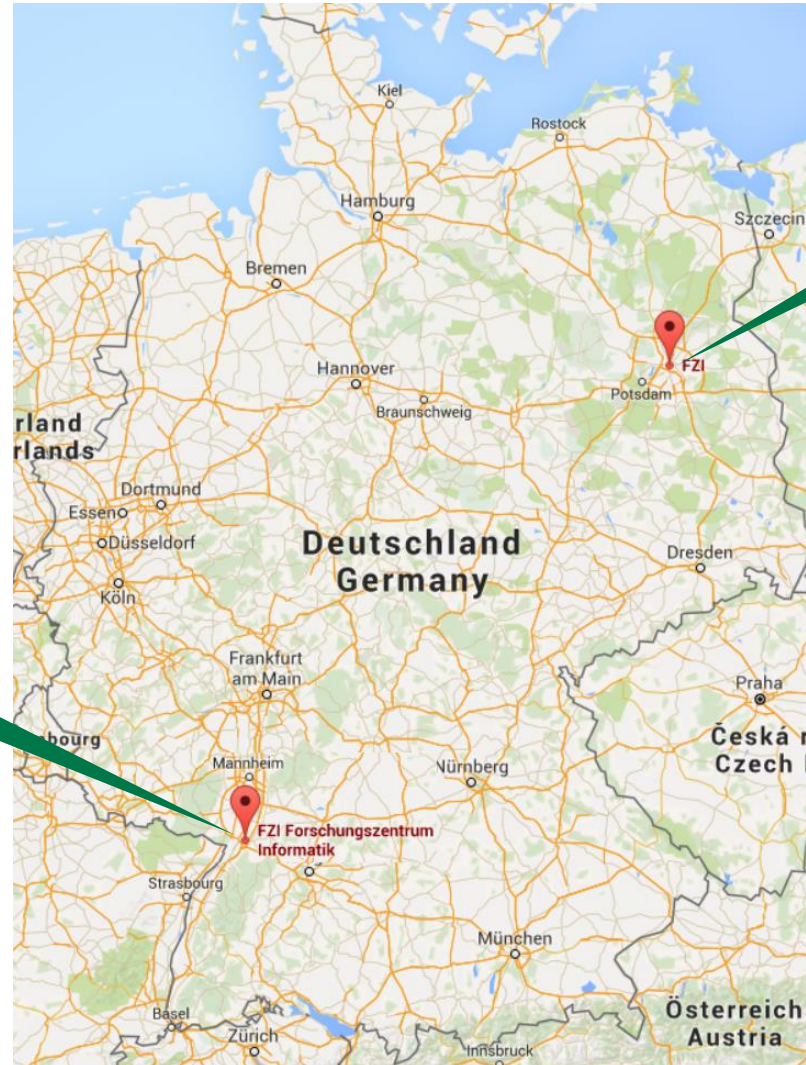 Kiel
Rostock
Hamburg
Szczecin
Bremen
FZI
Hannover
Potsdam
Braunschweig
rland
rlands
Dortmund
Essen
Düsseldorf
Deutschland
Germany
Dresden
Köln
Frankfurt
am Main
Praha
bourg
Česká r
Czech
Mannheim
Nürnberg
FZI Forschungszentrum
Informatik
Strasbourg
München
Österreich
Austria
Basel
Zürich
Innsbruck